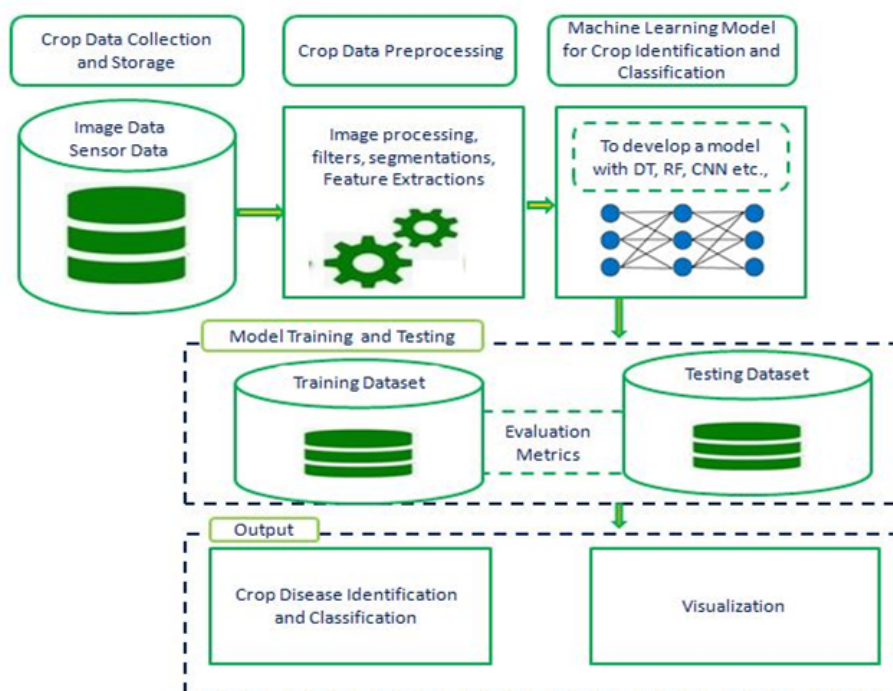 Crop Data Collection
and Storage
Crop Data Preprocessing
Machine Learning Model
for Crop Identification and
Classification
Image Data
Sensor Data
Image processing,
filters, segmentations,
Feature Extractions
To develop a model
with DT, RF, CNN etc.,
Model Training and Testing
Training Dataset
Evaluation
Metrics
Testing Dataset
Output
Crop Disease Identification
and Classification
Visualization